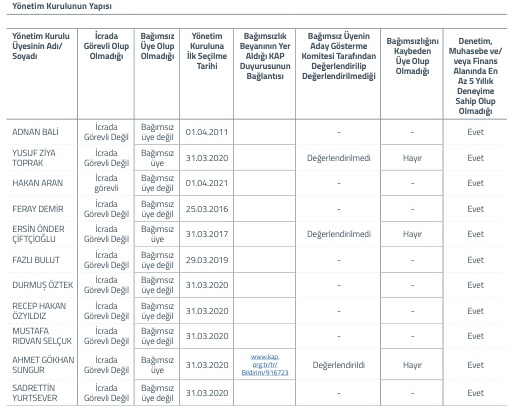 Yönetim Kurulunun Yapısı
Yönetim Kurulu Üyesinin Adı/ Soyadı | İcrada Görevli Olup Olmadığı | Bağımsız Üye Olup Olmadığı | Yönetim Kuruluna İlk Seçilme Tarihi | Bağımsızlık Beyanının Yer Aldığı KAP Duyurusunun Bağlantısı | Bağımsız Üyenin Aday Gösterme Komitesi Tarafından Değerlendirilip Değerlendirilmediği | Bağımsızlığını Kaybeden Üye Olup Olmadığı | Denetim, Muhasebe ve/ veya Finans Alanında En Az 5 Yıllık Deneyime Sahip Olup Olmadığı
ADNAN BALİ | İcrada Görevli Değil | Bağımsız üye değil | 01.04.2011 | | - | - | Evet
YUSUF ZİYA TOPRAK | İcrada Görevli Değil | Bağımsız üye | 31.03.2020 | | Değerlendirilmedi | Hayır | Evet
HAKAN ARAN | İcrada görevli | Bağımsız üye değil | 01.04.2021 | | - | - | Evet
FERAY DEMİR | İcrada Görevli Değil | Bağımsız üye değil | 25.03.2016 | | - | - | Evet
ERSİN ÖNDER ÇİFTÇİOĞLU | İcrada Görevli Değil | Bağımsız üye | 31.03.2017 | | Değerlendirilmedi | Hayır | Evet
FAZLI BULUT | İcrada Görevli Değil | Bağımsız üye değil | 29.03.2019 | | - | - | Evet
DURMUŞ ÖZTEK | İcrada Görevli Değil | Bağımsız üye değil | 31.03.2020 | | - | - | Evet
RECEP HAKAN ÖZYILDIZ | İcrada Görevli Değil | Bağımsız üye değil | 31.03.2020 | | - | - | Evet
MUSTAFA RIDVAN SELÇUK | İcrada Görevli Değil | Bağımsız üye değil | 31.03.2020 | | - | - | Evet
AHMET GÖKHAN SUNGUR | İcrada Görevli Değil | Bağımsız üye | 31.03.2020 | www.kap.org.tr/tr/Bildirim/916723 | Değerlendirildi | Hayır | Evet
SADRETTİN YURTSEVER | İcrada Görevli Değil | Bağımsız üye değil | 31.03.2020 | | - | - | Evet